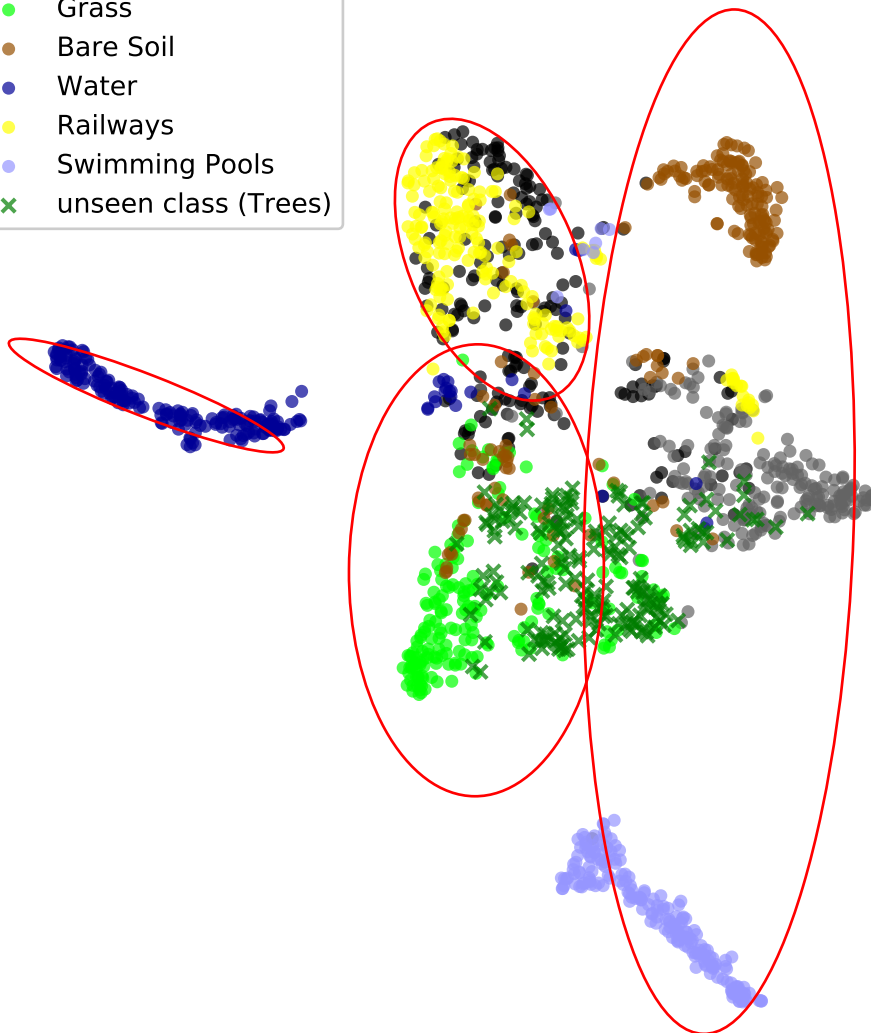 Grass
Bare Soil
Water
Railways
Swimming Pools
unseen class (Trees)